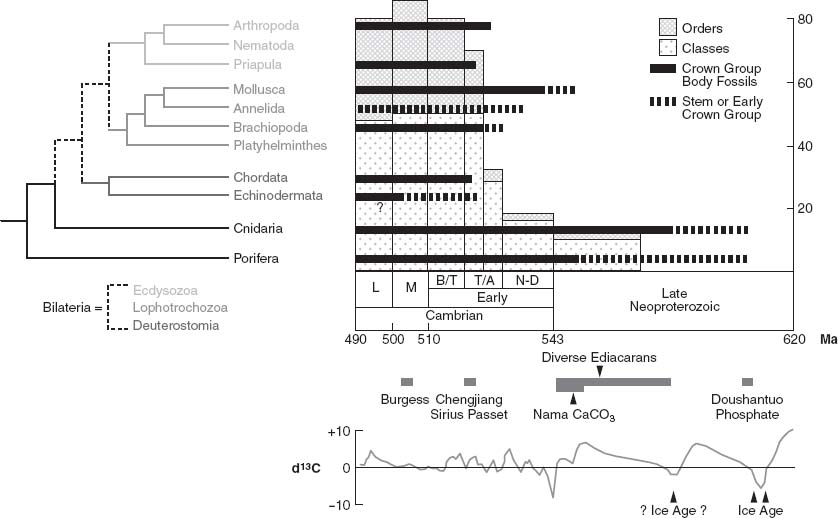 Arthropoda
Nematoda
Priapula
Mollusca
Annelida
Brachiopoda
Platyhelminthes
Chordata
Echinodermata
Cnidaria
Porifera
Bilateria =
Ecdysozoa
Lophotrochozoa
Deuterostomia
?
80
60
40
20
Orders
Classes
Crown Group
Body Fossils
Stem or Early
Crown Group
L
M
B/T
T/A
N-D
Early
Cambrian
Late
Neoproterozoic
490
500
510
543
620
Ma
Diverse Ediacarans
Burgess
Chengjiang
Sirius Passet
Nama CaCO₃
Doushantuo
Phosphate
d¹³C
+10
0
−10
? Ice Age ?
Ice Age